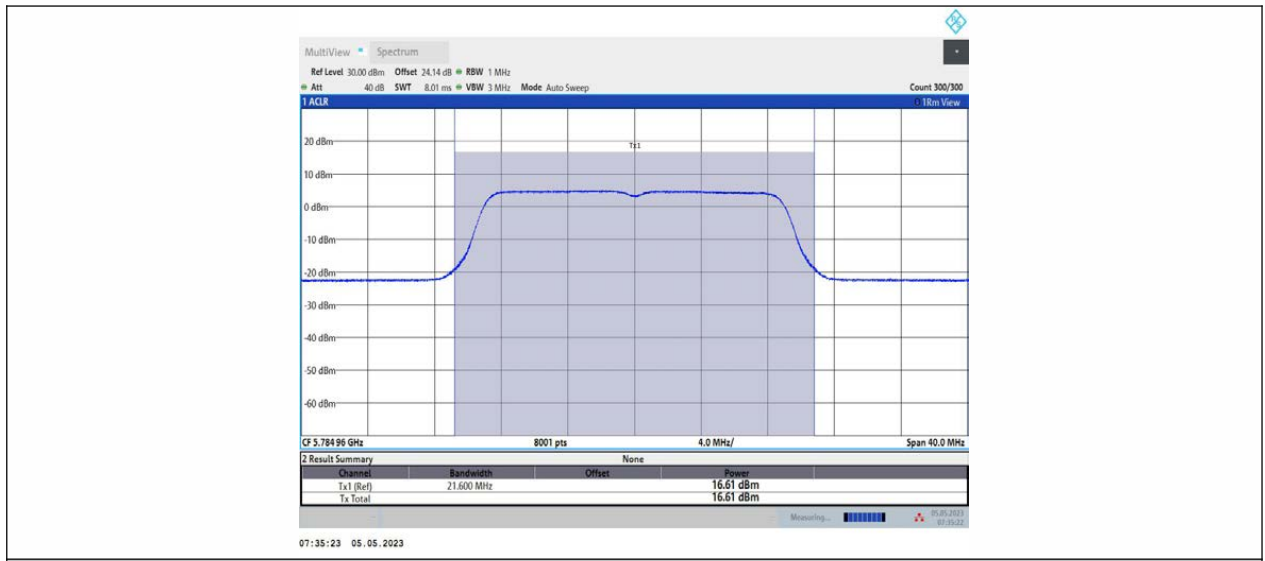 MultiView Spectrum
Ref Level 30.00 dBm Offset 24.14 dB RBW 1 MHz
Att 40 dB SWT 8.01 ms VBW 3 MHz Mode Auto Sweep Count 300/300
1 ACLR 1Rm View
20 dBm
Tx1
10 dBm
0 dBm
-10 dBm
-20 dBm
-30 dBm
-40 dBm
-50 dBm
-60 dBm
CF 5.784 96 GHz 8001 pts 4.0 MHz/ Span 40.0 MHz
2 Result Summary None
Channel Bandwidth Offset Power
Tx1 (Ref) 21.600 MHz 16.61 dBm
Tx Total 16.61 dBm
Measuring... 05.05.2023
07:35:22
07:35:23 05.05.2023